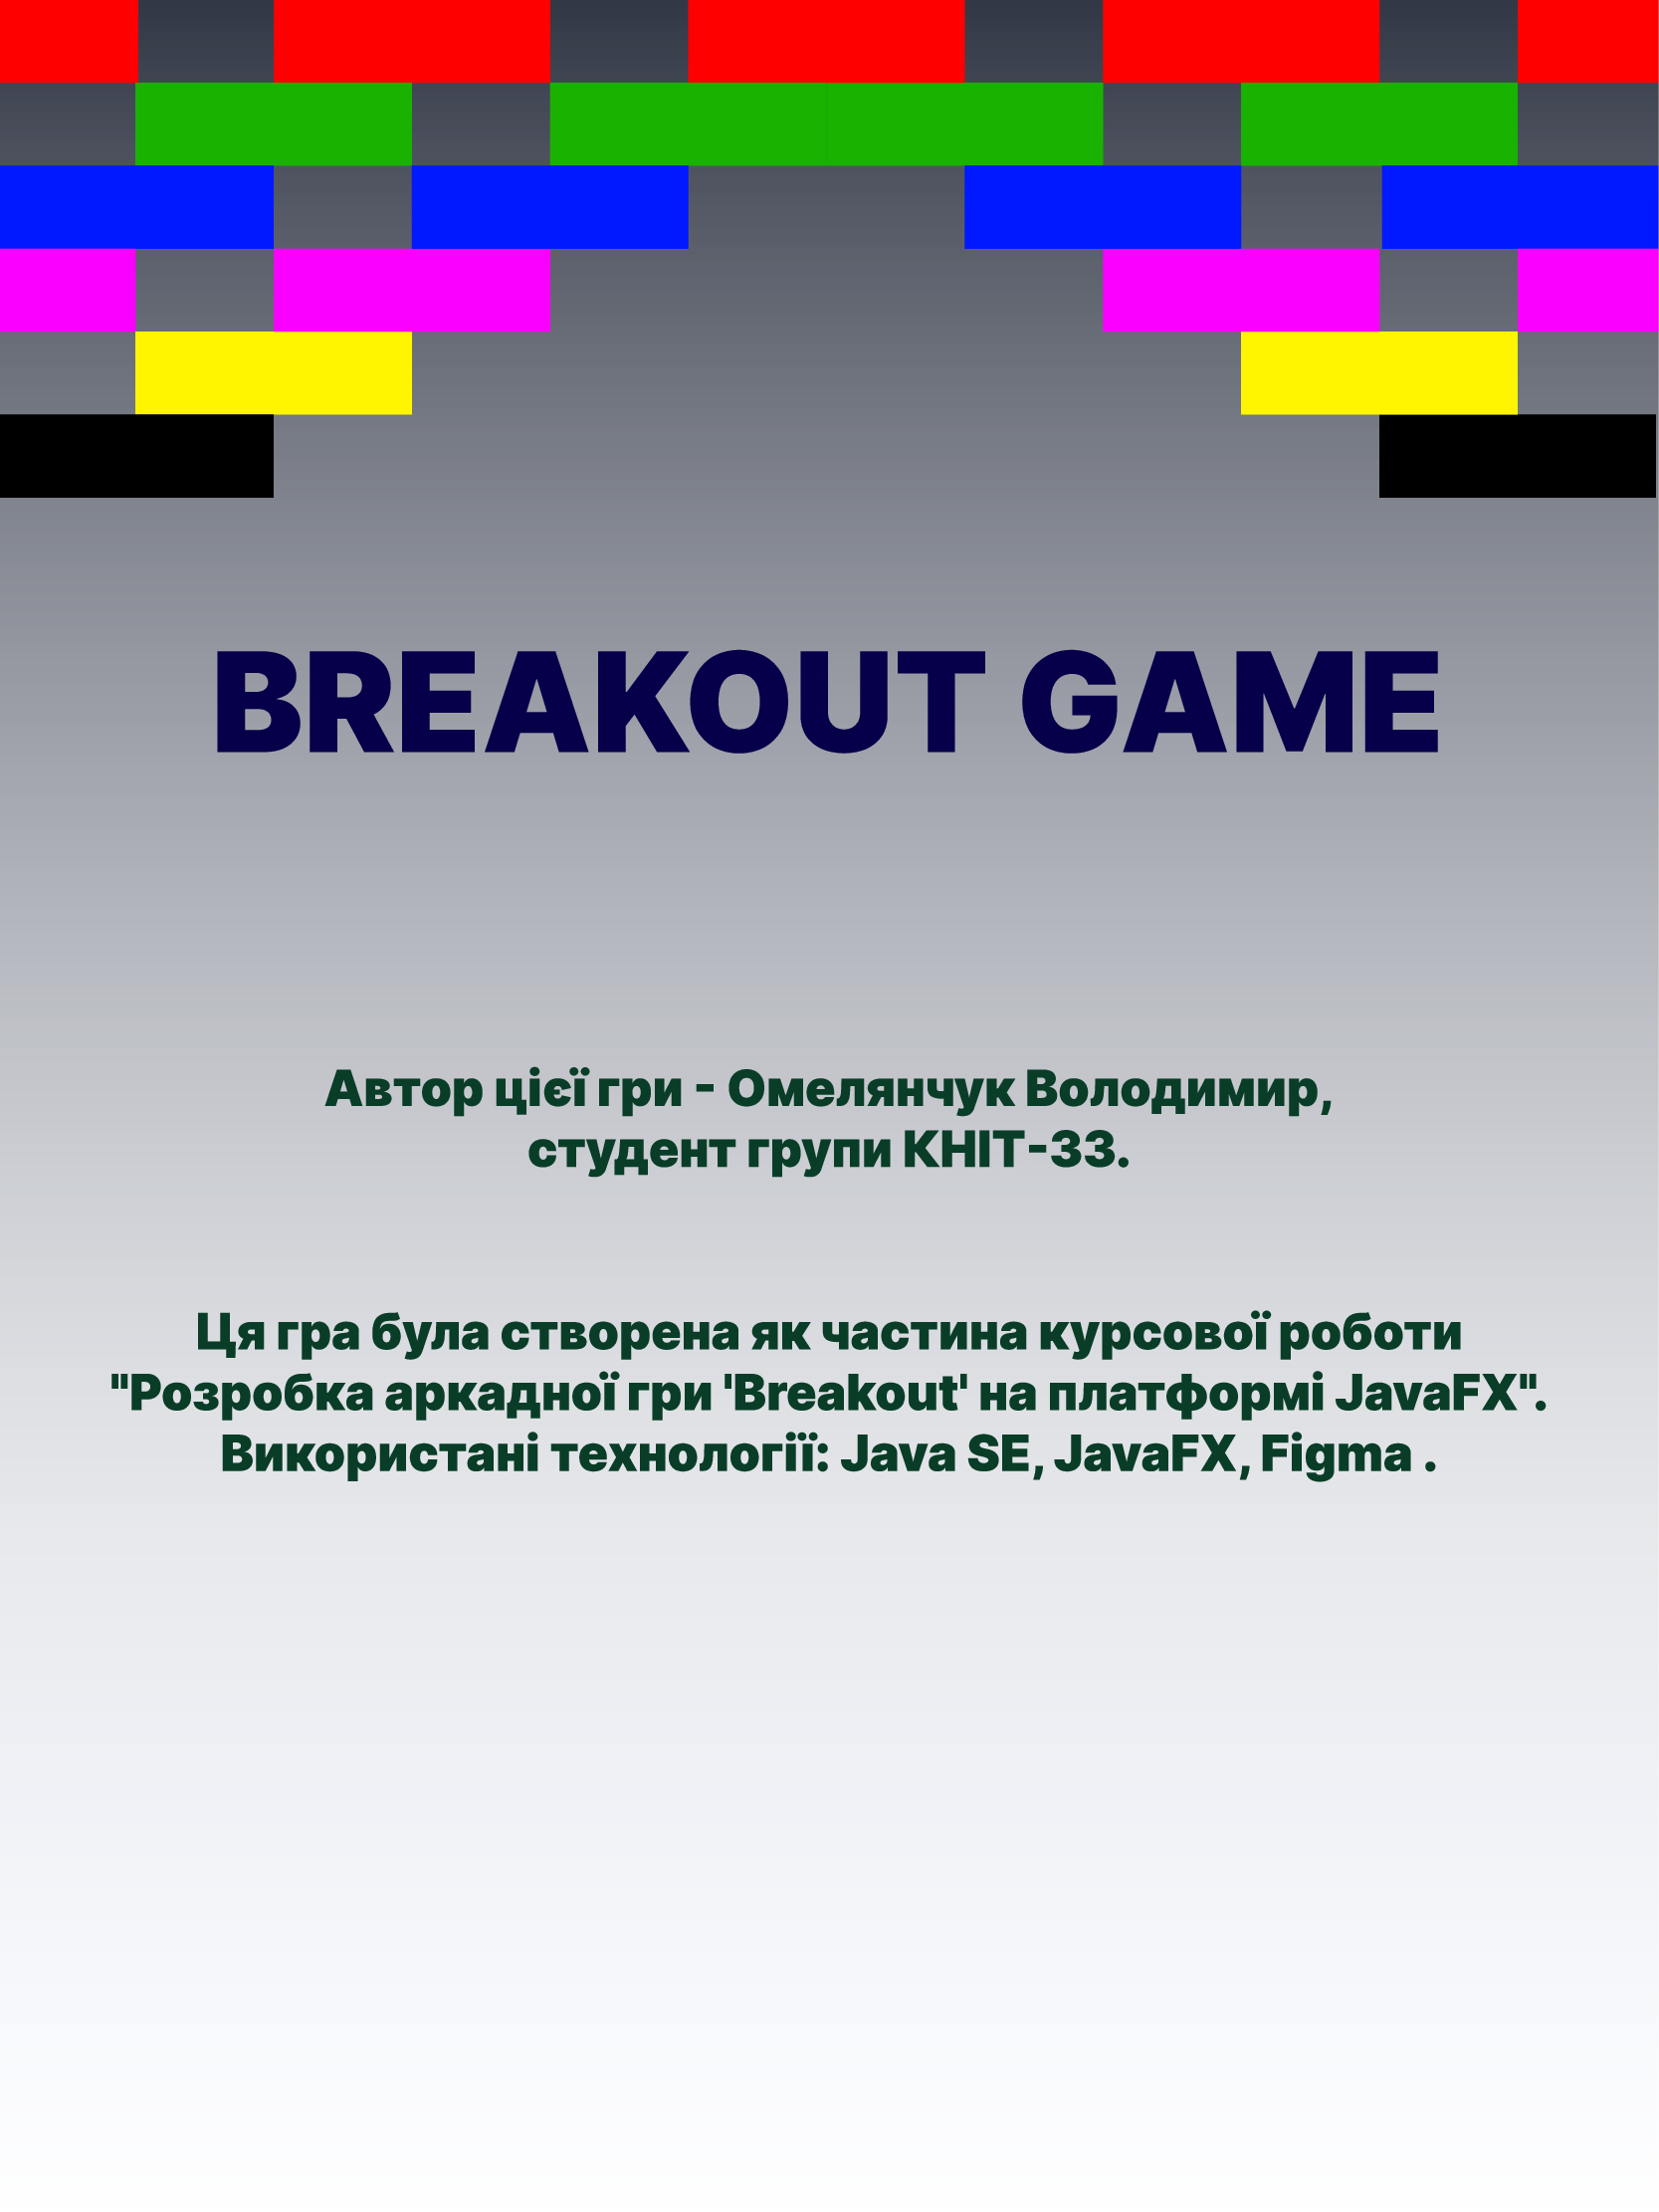 BREAKOUT GAME
Автор цієї гри - Омелянчук Володимир,
студент групи КНІТ-33.
Ця гра була створена як частина курсової роботи
"Розробка аркадної гри 'Breakout' на платформі JavaFX".
Використані технології: Java SE, JavaFX, Figma .